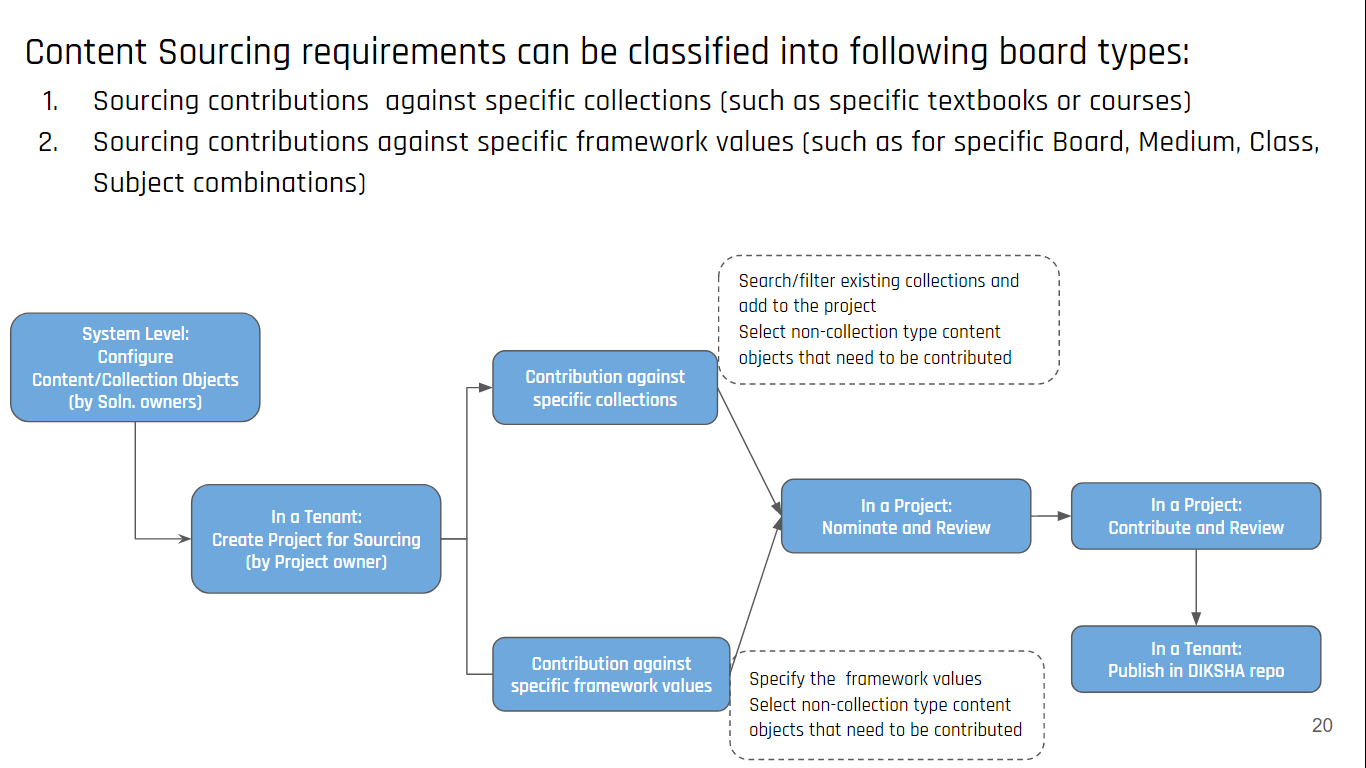 Content Sourcing requirements can be classified into following board types:
1. Sourcing contributions  against specific collections (such as specific textbooks or courses)
2. Sourcing contributions against specific framework values (such as for specific Board, Medium, Class,
Subject combinations)
Search/filter existing collections and
add to the project
Select non-collection type content
objects that need to be contributed
System Level:
Configure
Content/Collection Objects
(by Soln. owners)
Contribution against
specific collections
In a Tenant:
Create Project for Sourcing
(by Project owner)
In a Project:
Nominate and Review
In a Project:
Contribute and Review
Contribution against
specific framework values
Specify the  framework values
Select non-collection type content
objects that need to be contributed
In a Tenant:
Publish in DIKSHA repo
20